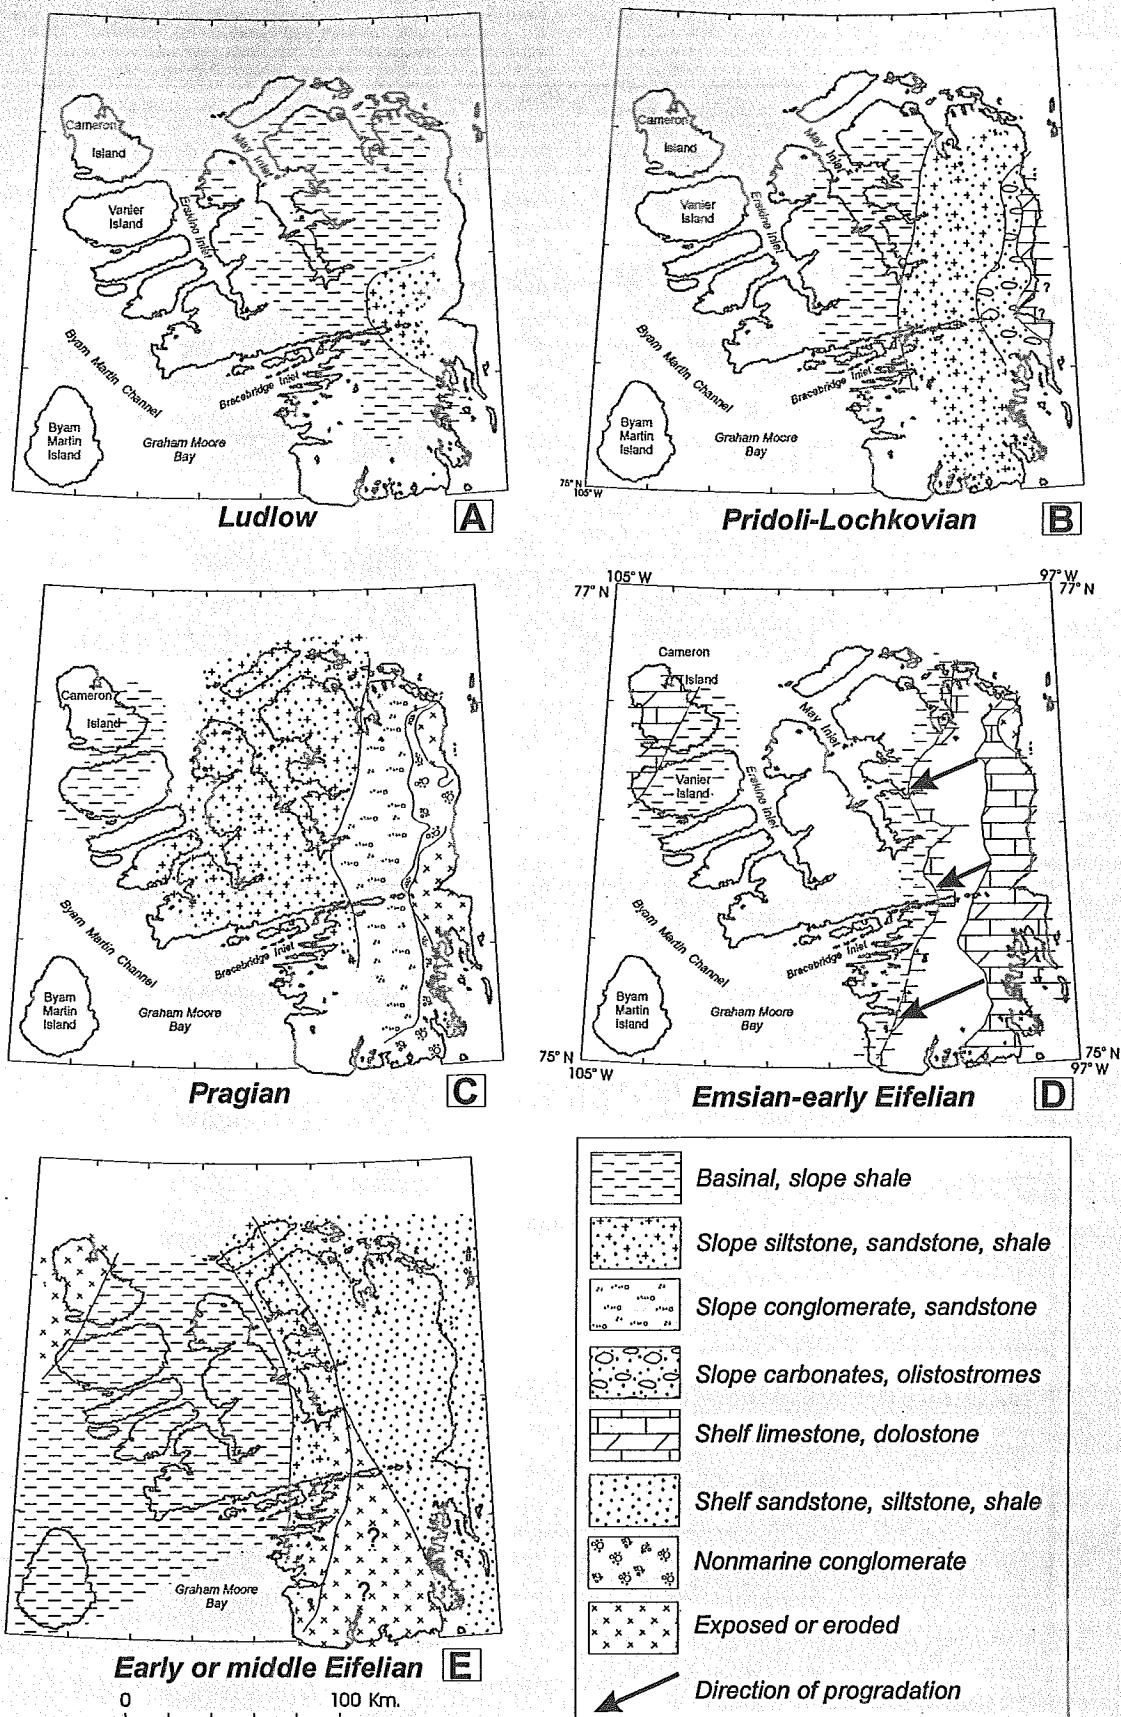 Cameron
Island
May Inlet
Vanier
Island
Erskine Inlet
Byam Martin Channel
Bracebridge Inlet
Byam
Martin
Island
Graham Moore
Bay
Ludlow
A
Cameron
Island
May Inlet
Vanier
Island
Erskine Inlet
?
?
Byam Martin Channel
Bracebridge Inlet
Byam
Martin
Island
Graham Moore
Bay
75° N
105° W
Pridoli-Lochkovian
B
Cameron
Island
Byam Martin Channel
Bracebridge Inlet
Byam
Martin
Island
Graham Moore
Bay
Pragian
C
105° W
97° W
77° N
77° N
Cameron
Island
May Inlet
Vanier
Island
Erskine Inlet
Byam Martin Channel
Bracebridge Inlet
Byam
Martin
Island
Graham Moore
Bay
75° N
75° N
105° W
97° W
Emsian-early Eifelian
D
?
?
Graham Moore
Bay
Early or middle Eifelian
E
0
100 Km.
Basinal, slope shale
Slope siltstone, sandstone, shale
Slope conglomerate, sandstone
Slope carbonates, olistostromes
Shelf limestone, dolostone
Shelf sandstone, siltstone, shale
Nonmarine conglomerate
Exposed or eroded
Direction of progradation